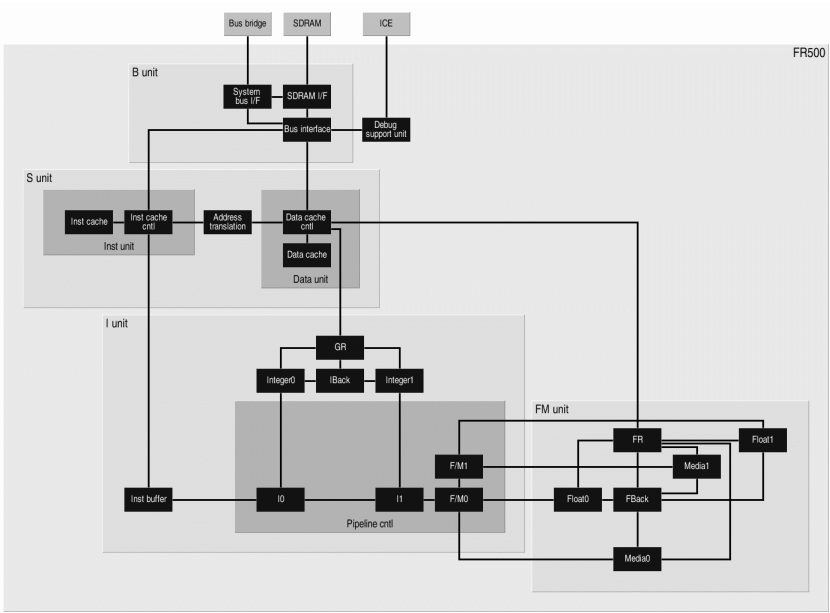 Bus bridge
SDRAM
ICE
FR500
B unit
System
bus I/F
SDRAM I/F
Bus interface
Debug
support unit
S unit
Inst cache
Inst cache
cntl
Address
translation
Data cache
cntl
Inst unit
Data cache
Data unit
I unit
GR
Integer0
IBack
Integer1
FM unit
FR
Float1
F/M1
Media1
Inst buffer
I0
I1
F/M0
Float0
FBack
Pipeline cntl
Media0